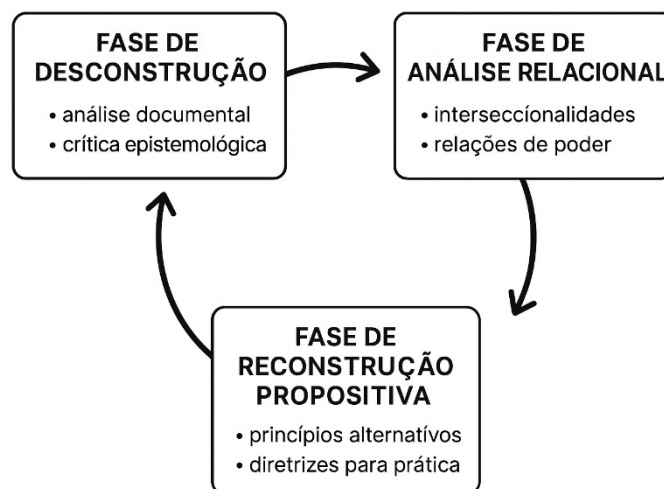 FASE DE
DESCONSTRUÇÃO
• análise documental
• crítica epistemológica
FASE DE
ANÁLISE RELACIONAL
• interseccíonalidades
• relações de poder
FASE DE
RECONSTRUÇÃO
PROPOSITIVA
• princípios alternatívos
• diretrizes para prática